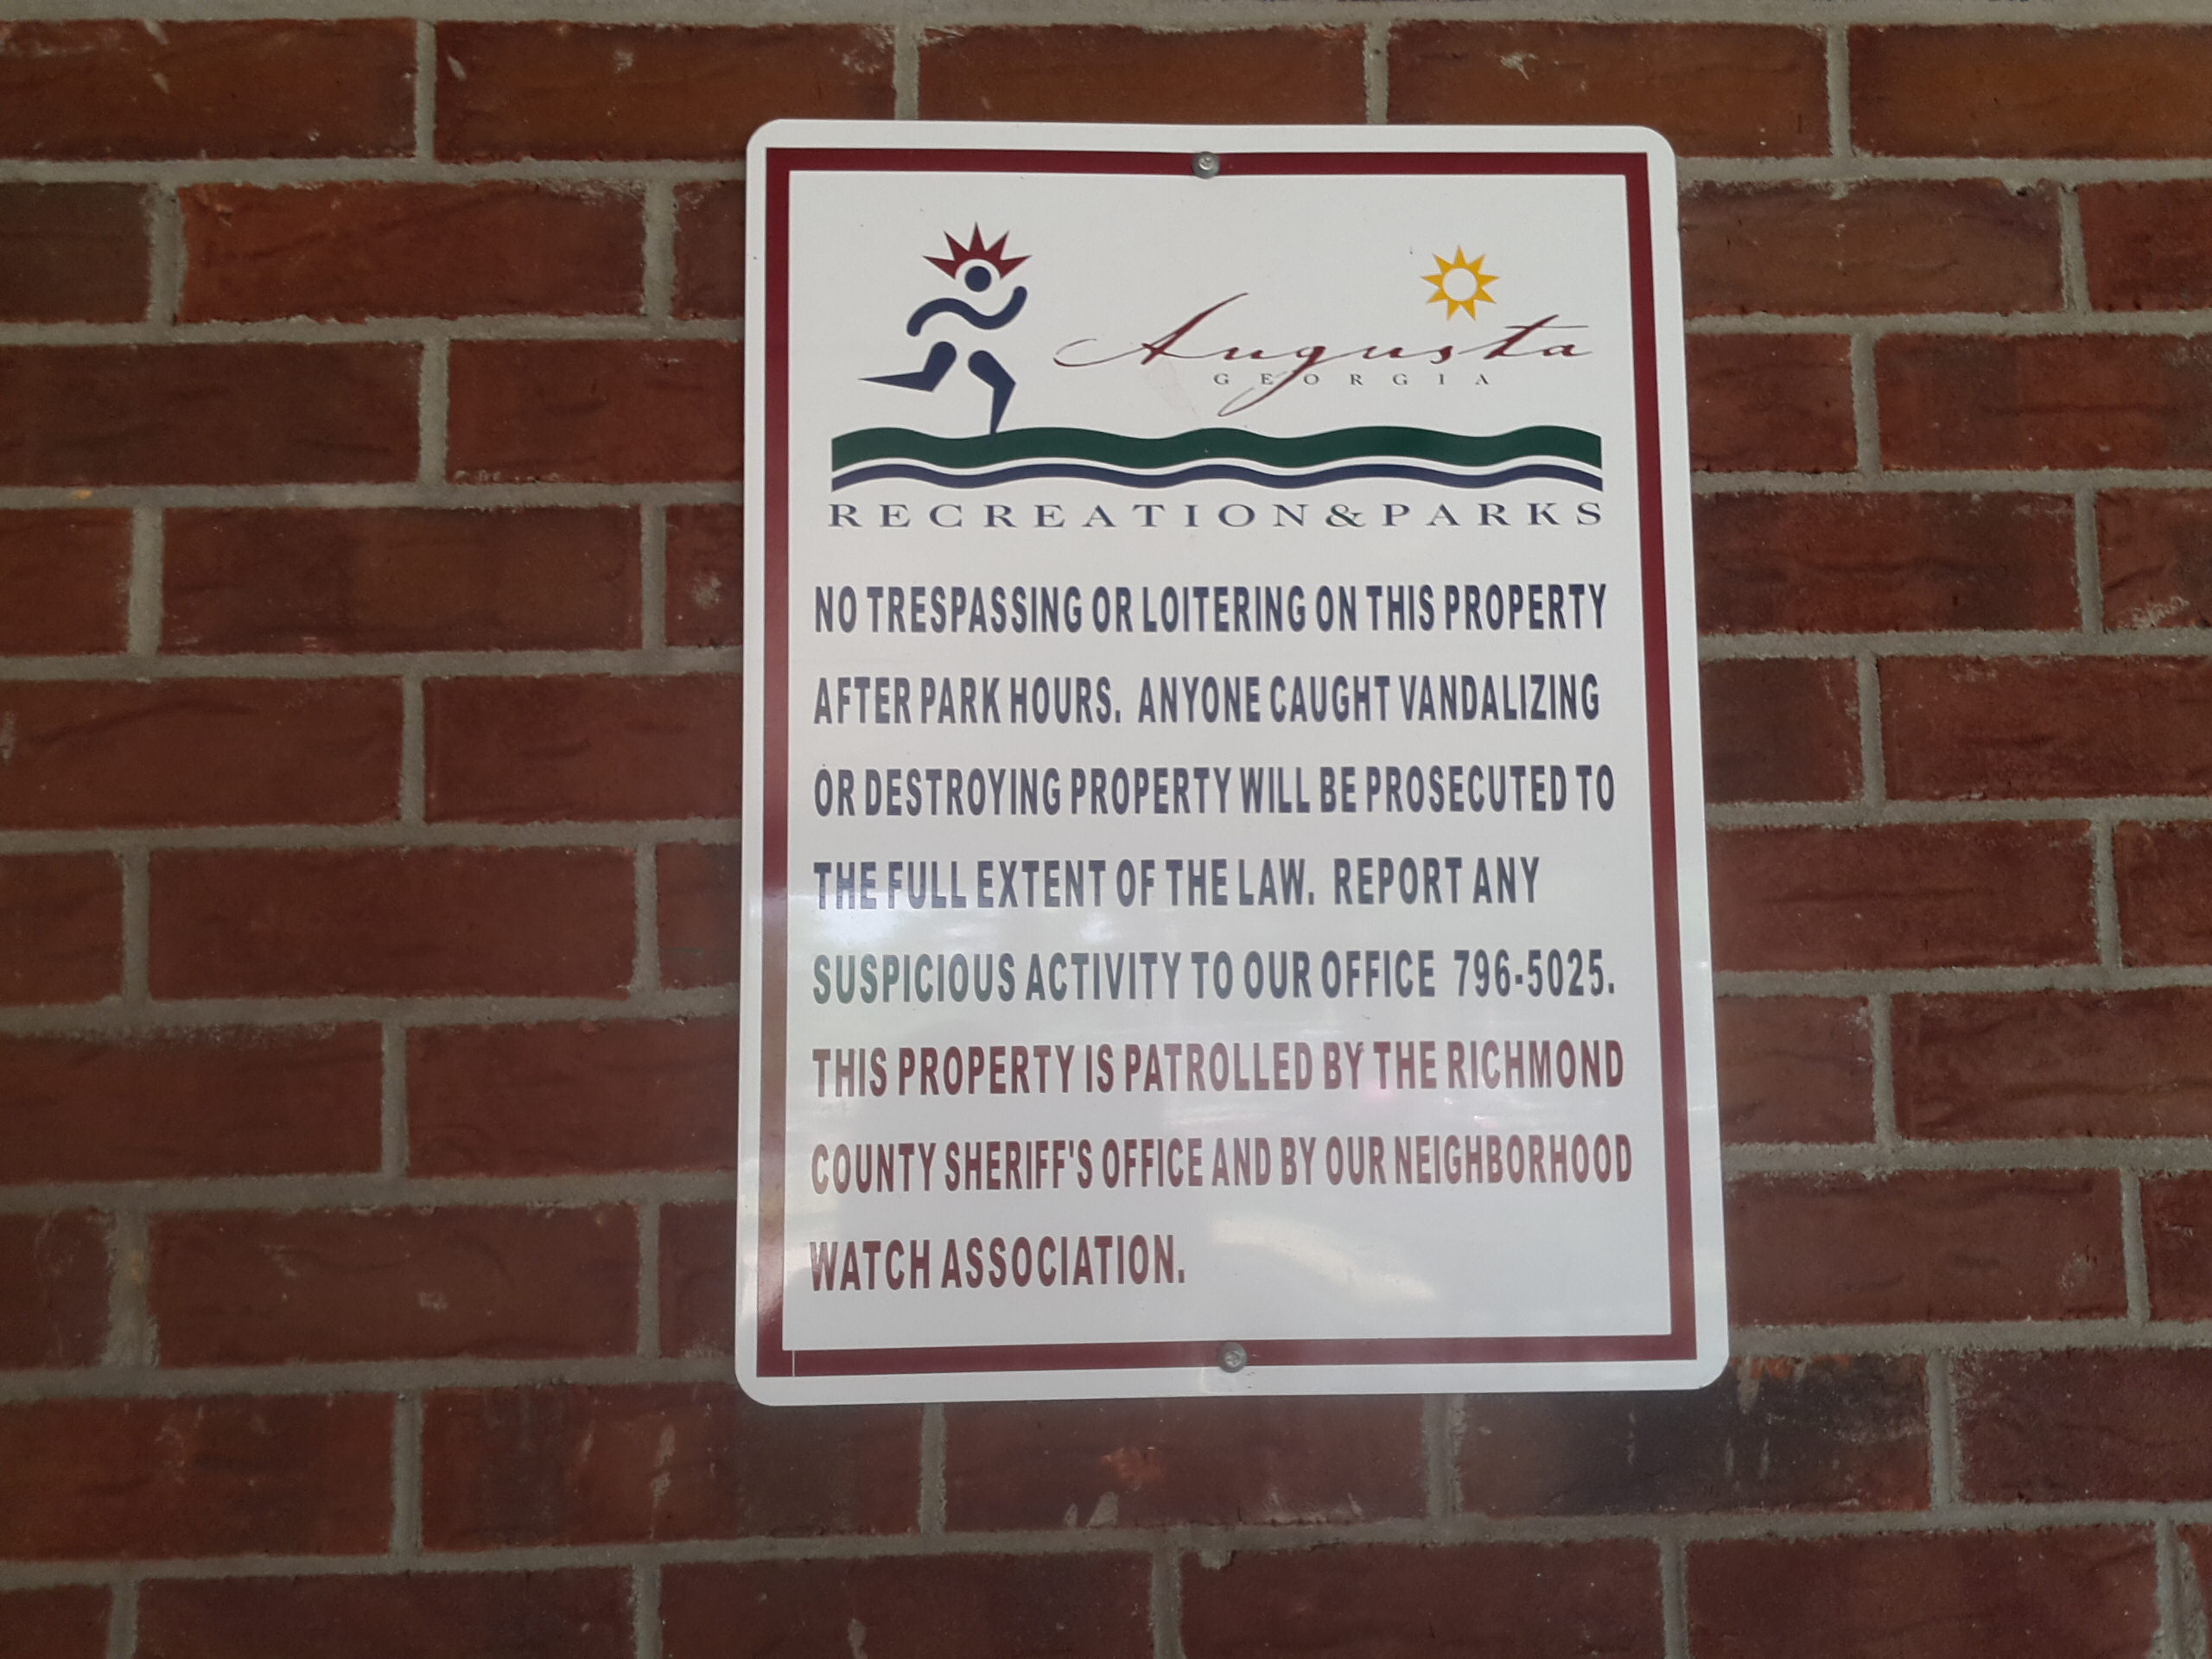 Augusta
GEORGIA
RECREATION & PARKS
NO TRESPASSING OR LOITERING ON THIS PROPERTY
AFTER PARK HOURS. ANYONE CAUGHT VANDALIZING
OR DESTROYING PROPERTY WILL BE PROSECUTED TO
THE FULL EXTENT OF THE LAW. REPORT ANY
SUSPICIOUS ACTIVITY TO OUR OFFICE 796-5025.
THIS PROPERTY IS PATROLLED BY THE RICHMOND
COUNTY SHERIFF'S OFFICE AND BY OUR NEIGHBORHOOD
WATCH ASSOCIATION.